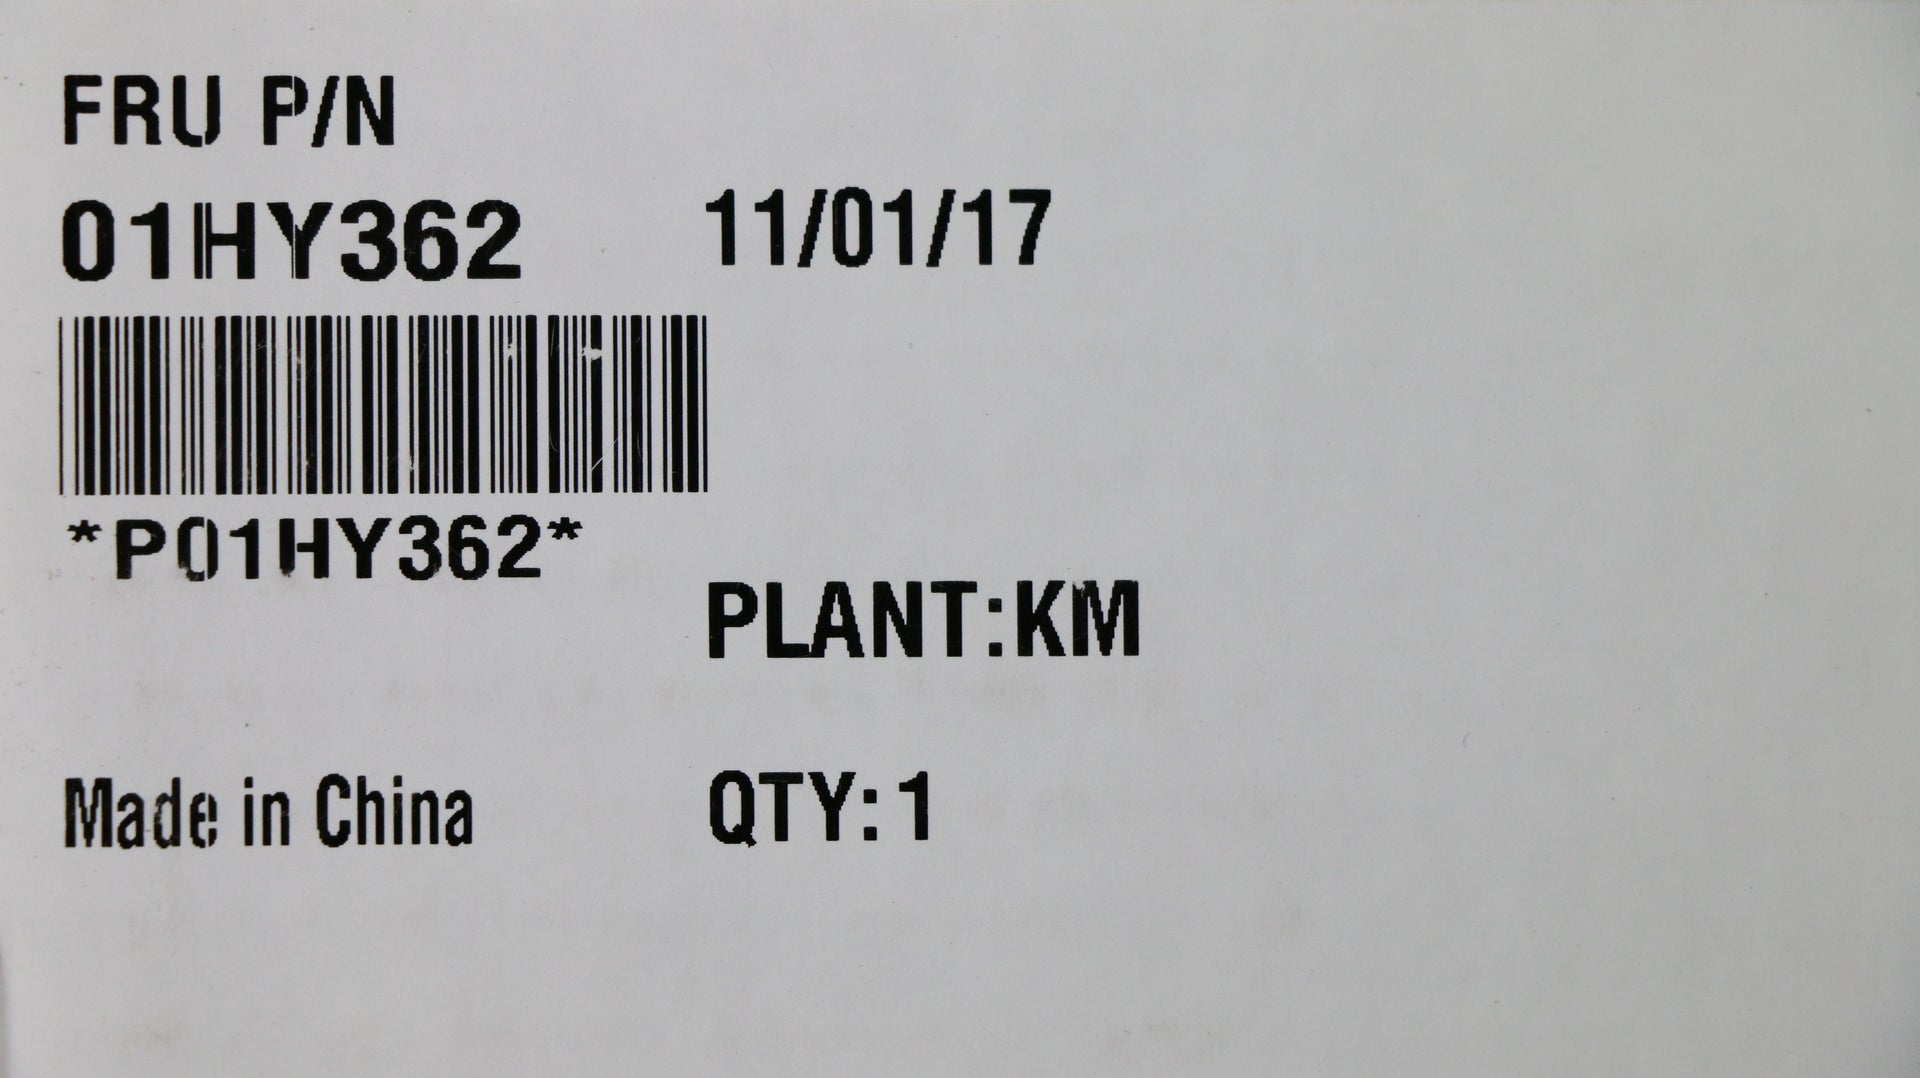 FRU P/N
01HY362 11/01/17
*P01HY362*
PLANT:KM
Made in China QTY:1